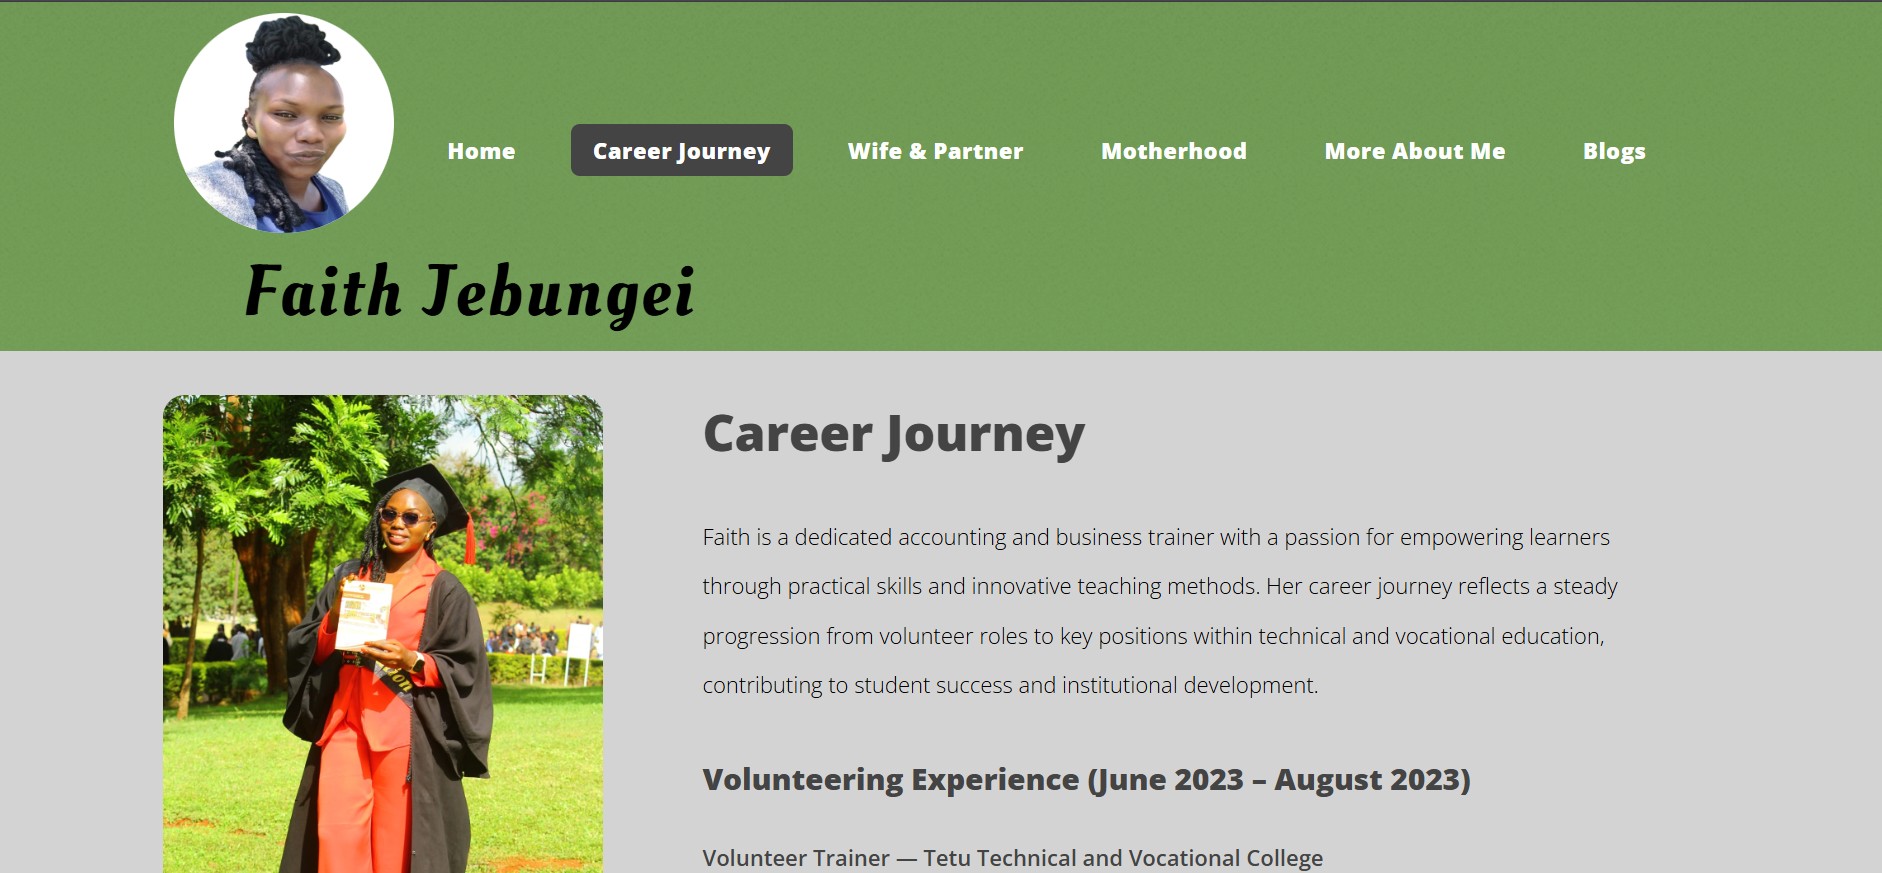 Home
Career Journey
Wife & Partner
Motherhood
More About Me
Blogs
Faith Jebungei
Career Journey
Faith is a dedicated accounting and business trainer with a passion for empowering learners
through practical skills and innovative teaching methods. Her career journey reflects a steady
progression from volunteer roles to key positions within technical and vocational education,
contributing to student success and institutional development.
Volunteering Experience (June 2023 – August 2023)
Volunteer Trainer — Tetu Technical and Vocational College